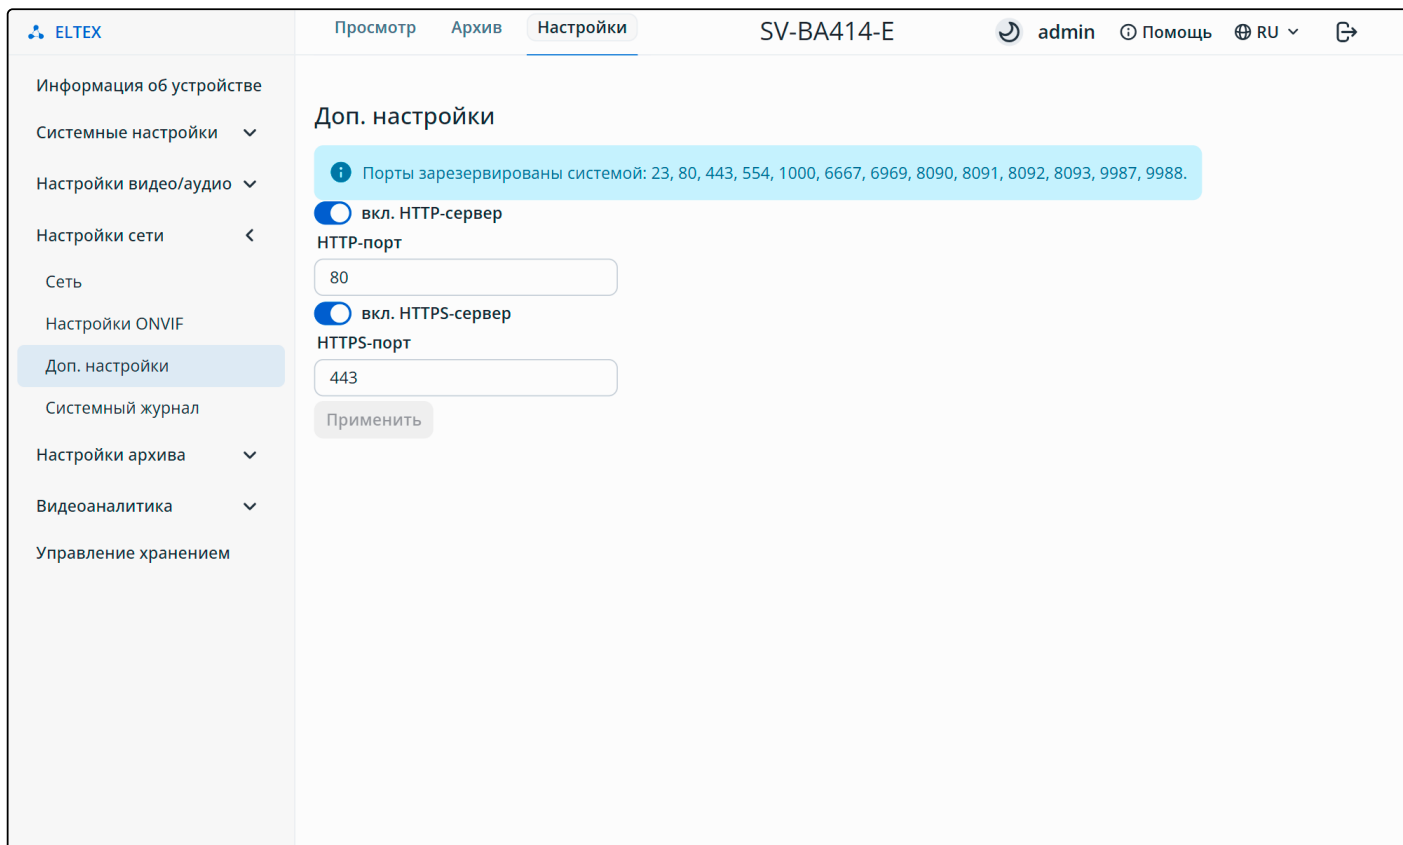 ELTEX
Просмотр Архив Настройки SV-BA414-E admin Помощь RU
Информация об устройстве
Системные настройки
Настройки видео/аудио
Настройки сети
Сеть
Настройки ONVIF
Доп. настройки
Системный журнал
Настройки архива
Видеоаналитика
Управление хранением
Доп. настройки
Порты зарезервированы системой: 23, 80, 443, 554, 1000, 6667, 6969, 8090, 8091, 8092, 8093, 9987, 9988.
вкл. HTTP-сервер
HTTP-порт
80
вкл. HTTPS-сервер
HTTPS-порт
443
Применить